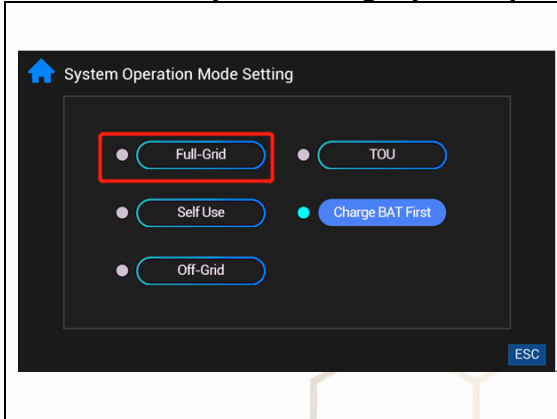 System Operation Mode Setting
Full-Grid
TOU
Self Use
Charge BAT First
Off-Grid
ESC